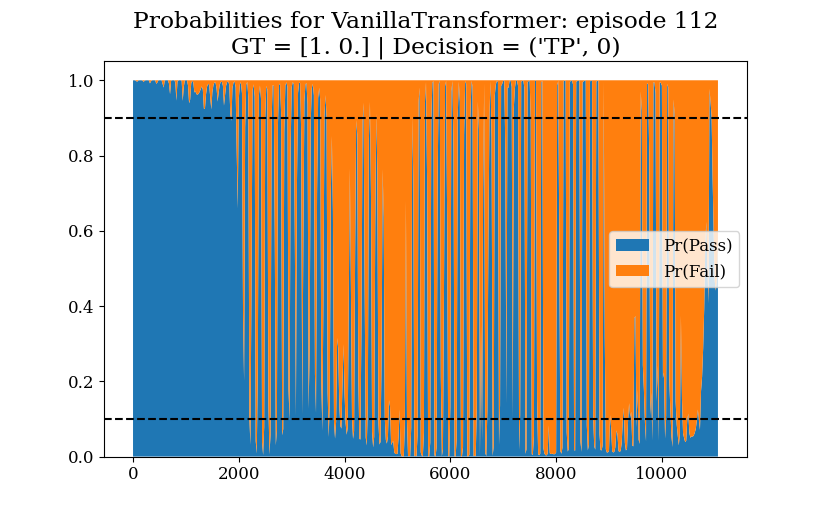 Probabilities for VanillaTransformer: episode 112
GT = [1. 0.] | Decision = ('TP', 0)
1.0
0.8
0.6
0.4
0.2
0.0
Pr(Pass)
Pr(Fail)
0 2000 4000 6000 8000 10000